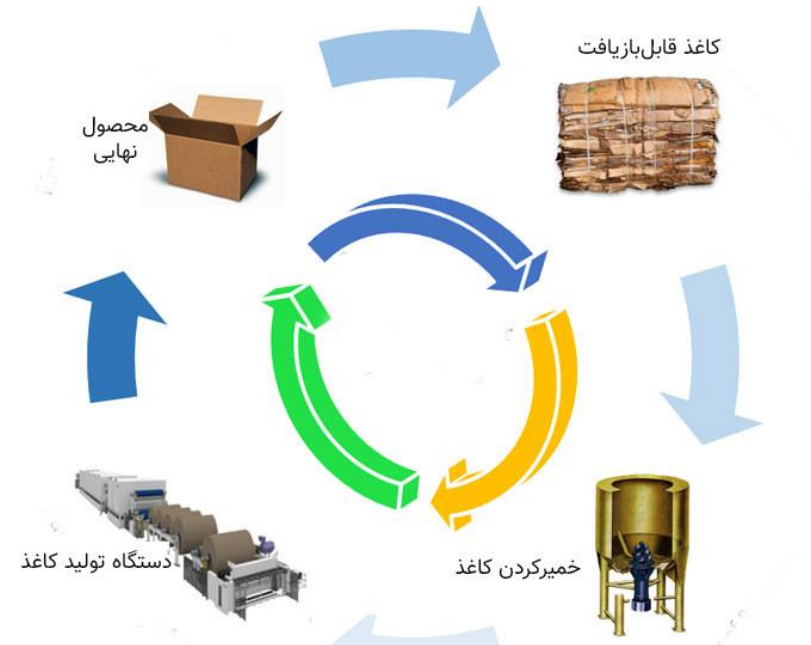 کاغذ قابل‌بازیافت
محصول
نهایی
خمیرکردن کاغذ
دستگاه تولید کاغذ